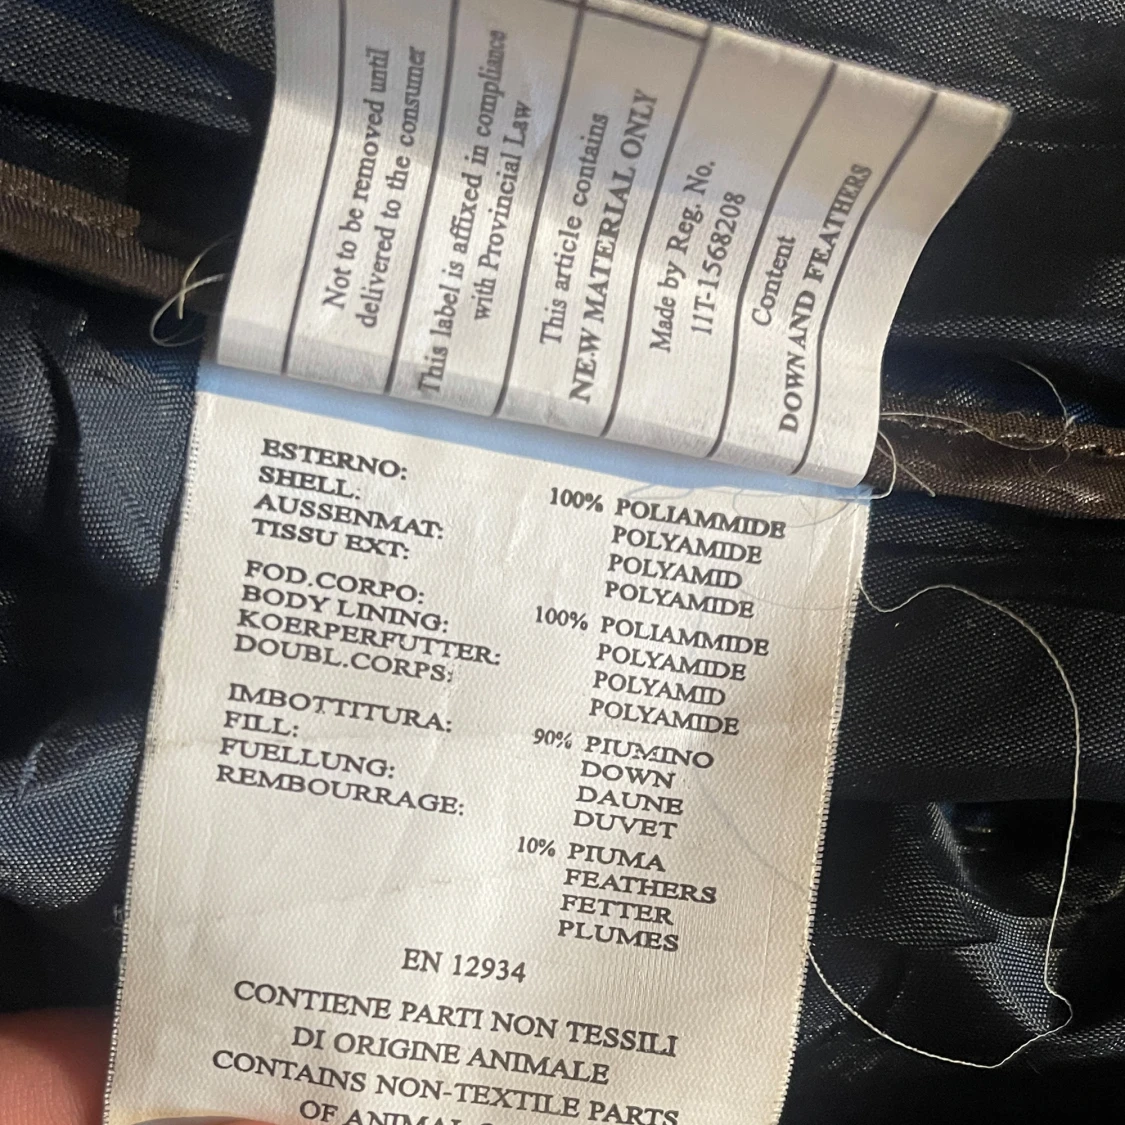 Not to be removed until
delivered to the consumer
This label is affixed in compliance
with Provincial Law
This article contains
NEW MATERIAL ONLY
Made by Reg. No.
11T-1568208
Content
DOWN AND FEATHERS
ESTERNO:
SHELL:
AUSSENMAT:
TISSU EXT:
100% POLIAMMIDE
POLYAMIDE
POLYAMID
POLYAMIDE
FOD.CORPO:
BODY LINING:
KOERPERFUTTER:
DOUBL.CORPS:
100% POLIAMMIDE
POLYAMIDE
POLYAMID
POLYAMIDE
IMBOTTITURA:
FILL:
FUELLUNG:
REMBOURRAGE:
90% PIUMINO
DOWN
DAUNE
DUVET
10% PIUMA
FEATHERS
FETTER
PLUMES
EN 12934
CONTIENE PARTI NON TESSILI
DI ORIGINE ANIMALE
CONTAINS NON-TEXTILE PARTS
OF